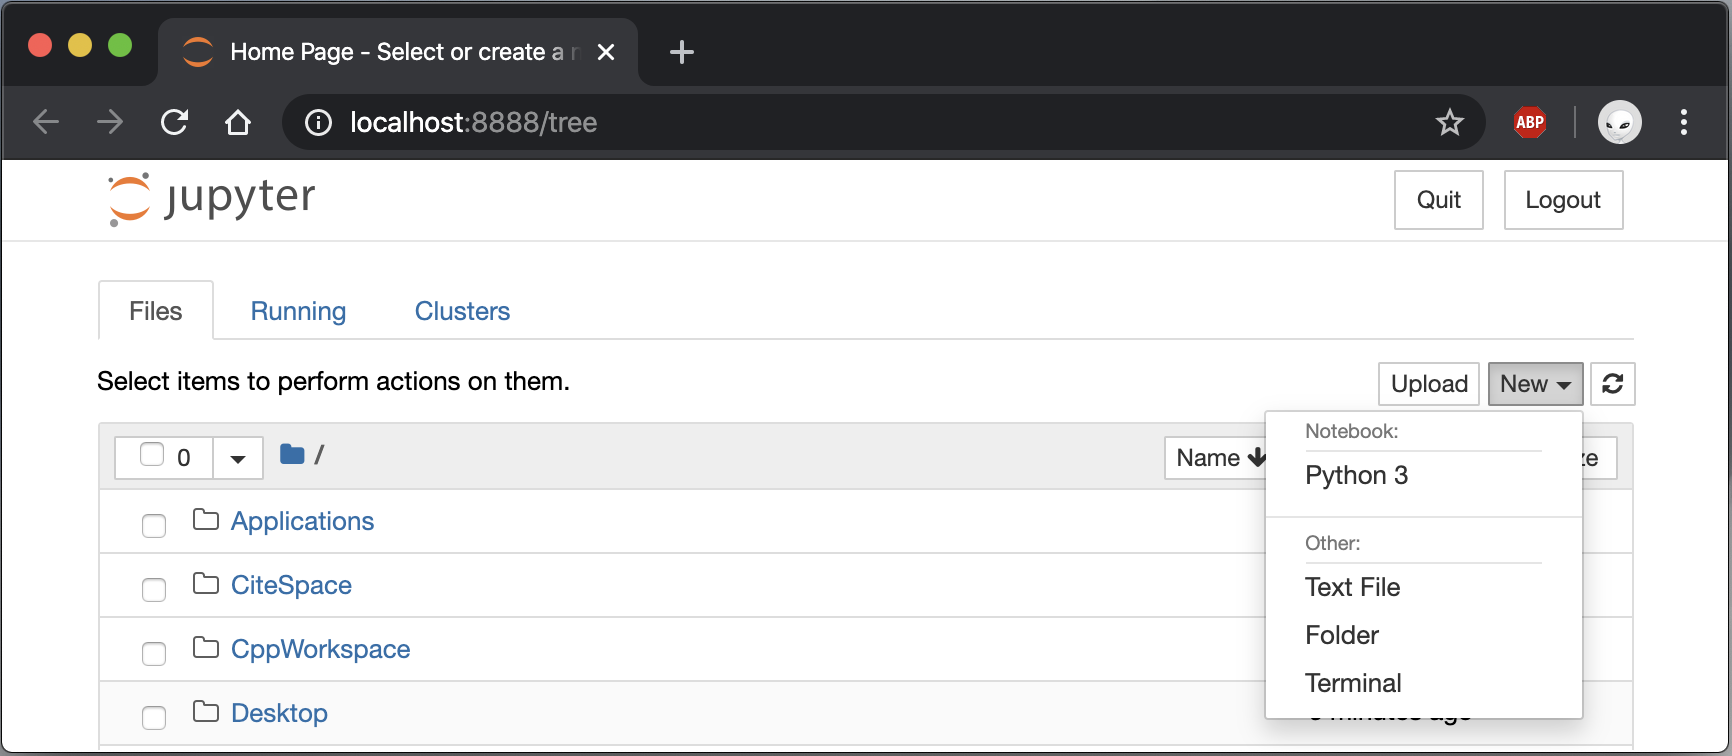 Home Page - Select or create a n
localhost:8888/tree
ABP
jupyter
Quit
Logout
Files
Running
Clusters
Select items to perform actions on them.
Upload
New
0
/
Name
Notebook:
Python 3
Other:
Text File
Folder
Terminal
Applications
CiteSpace
CppWorkspace
Desktop